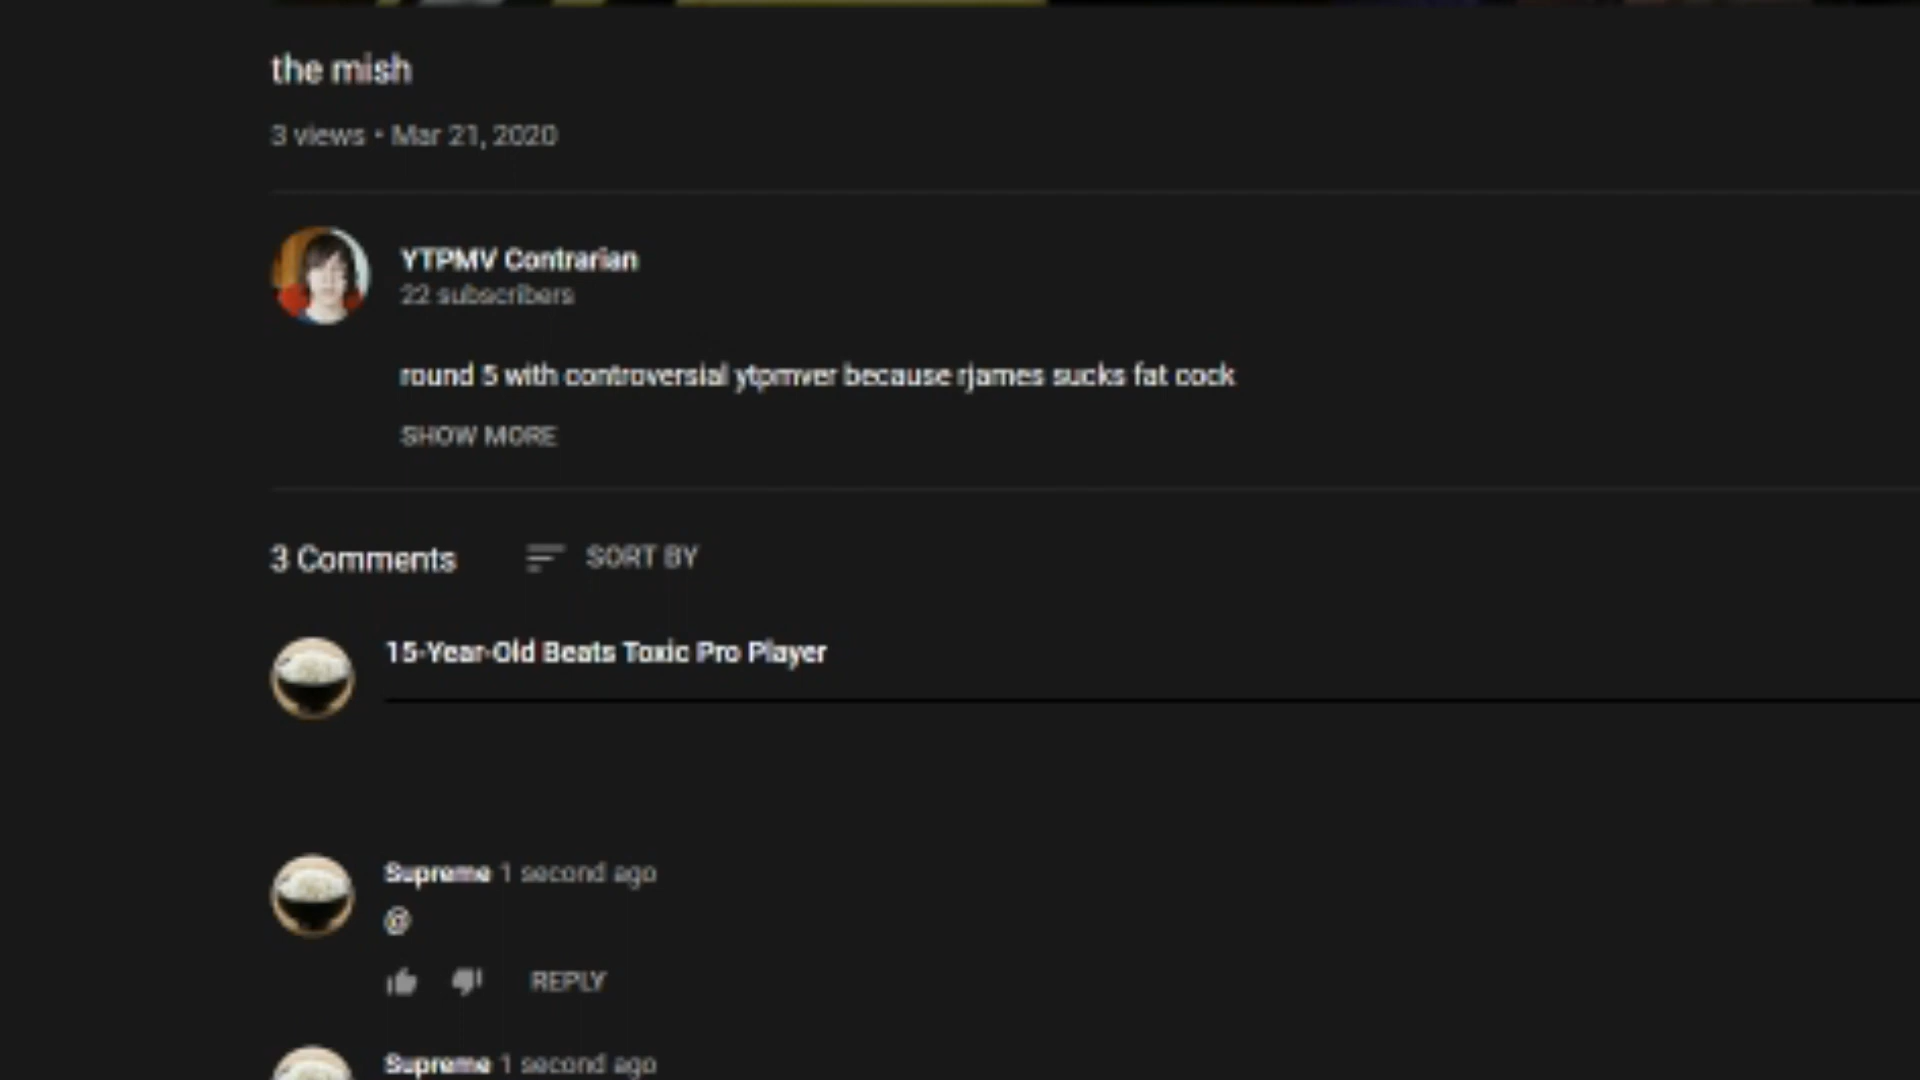 the mish
3 views • Mar 21, 2020
YTPMV Contrarian
22 subscribers
round 5 with controversial ytpmver because rjames sucks fat cock
SHOW MORE
3 Comments SORT BY
15-Year-Old Beats Toxic Pro Player
Supreme 1 second ago
@
REPLY
Supreme 1 second ago